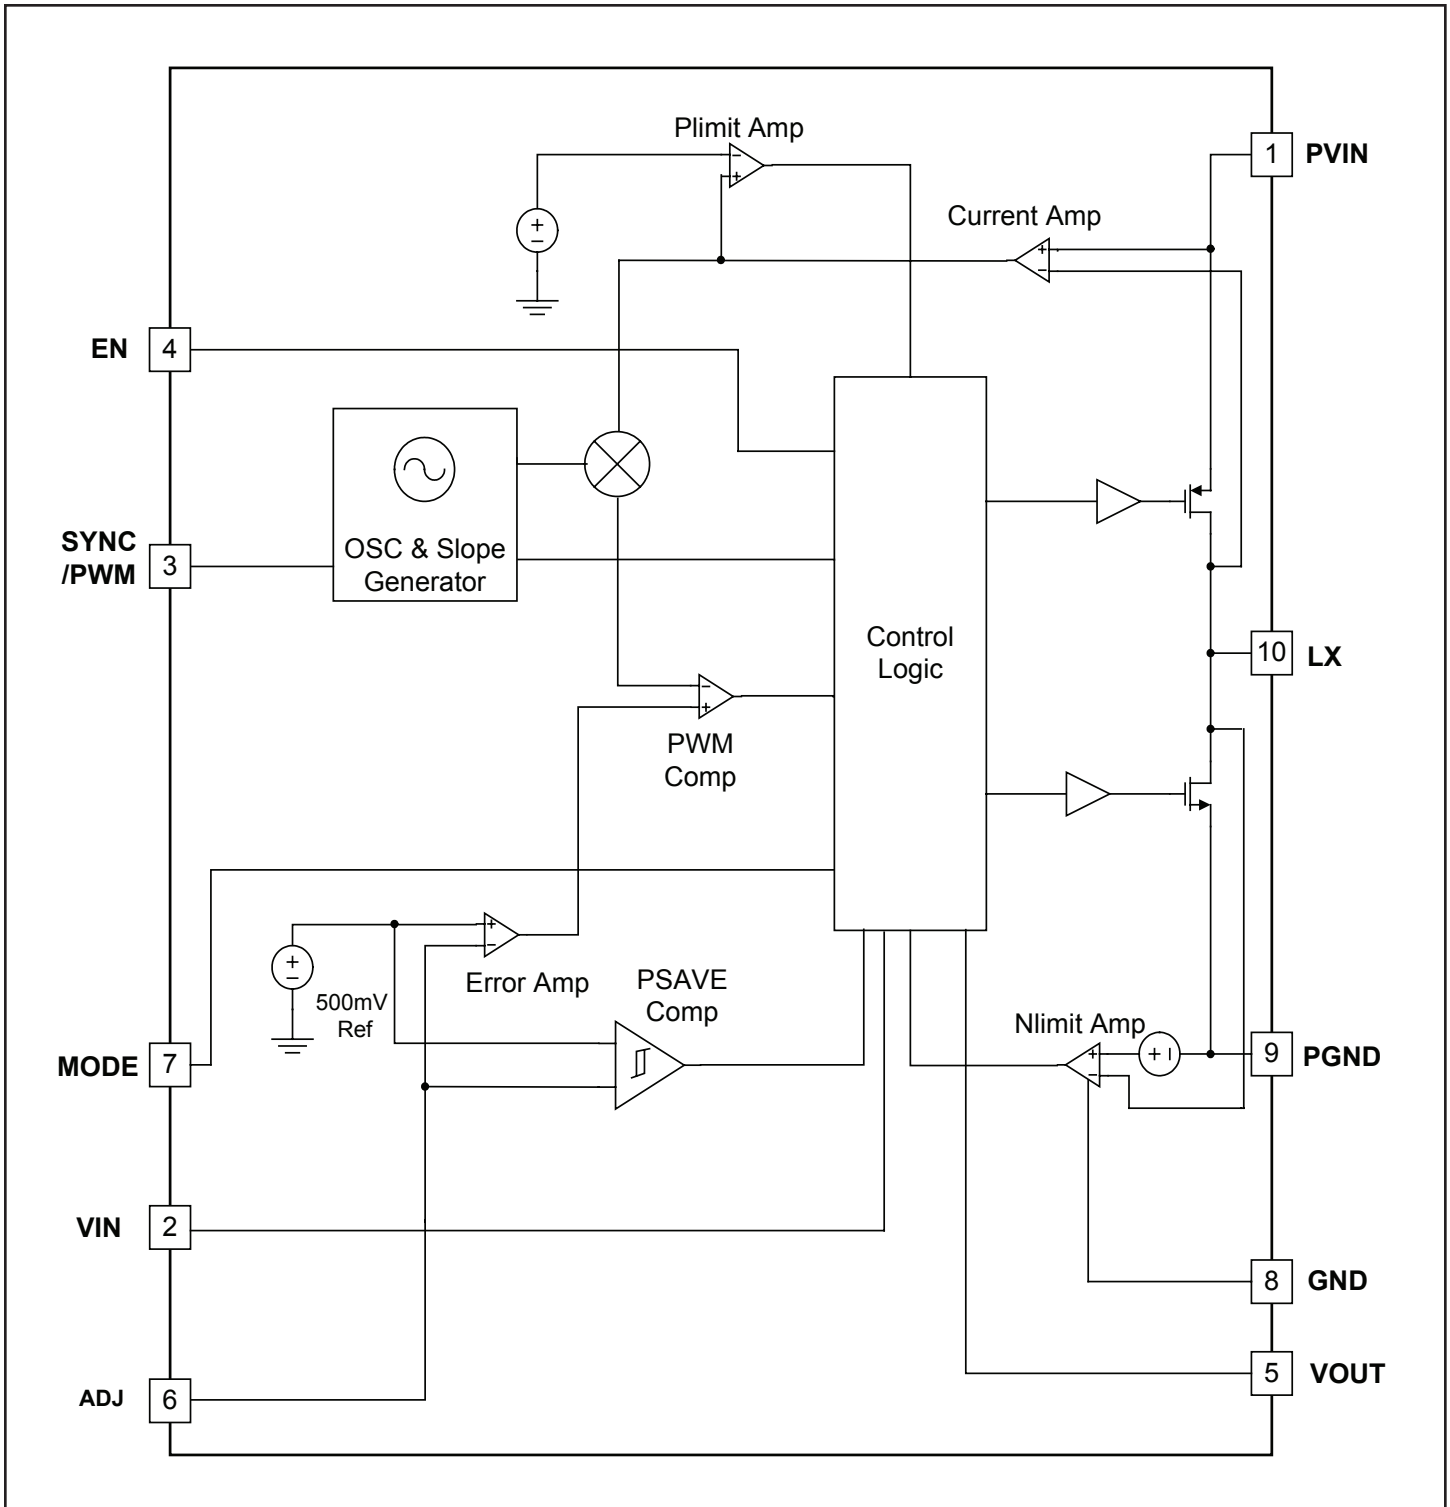 Plimit Amp
1 PVIN
Current Amp
EN 4
SYNC
/PWM 3
OSC & Slope
Generator
Control
Logic
10 LX
PWM
Comp
Error Amp
PSAVE
Comp
500mV
Ref
Nlimit Amp
MODE 7
9 PGND
VIN 2
8 GND
5 VOUT
ADJ 6